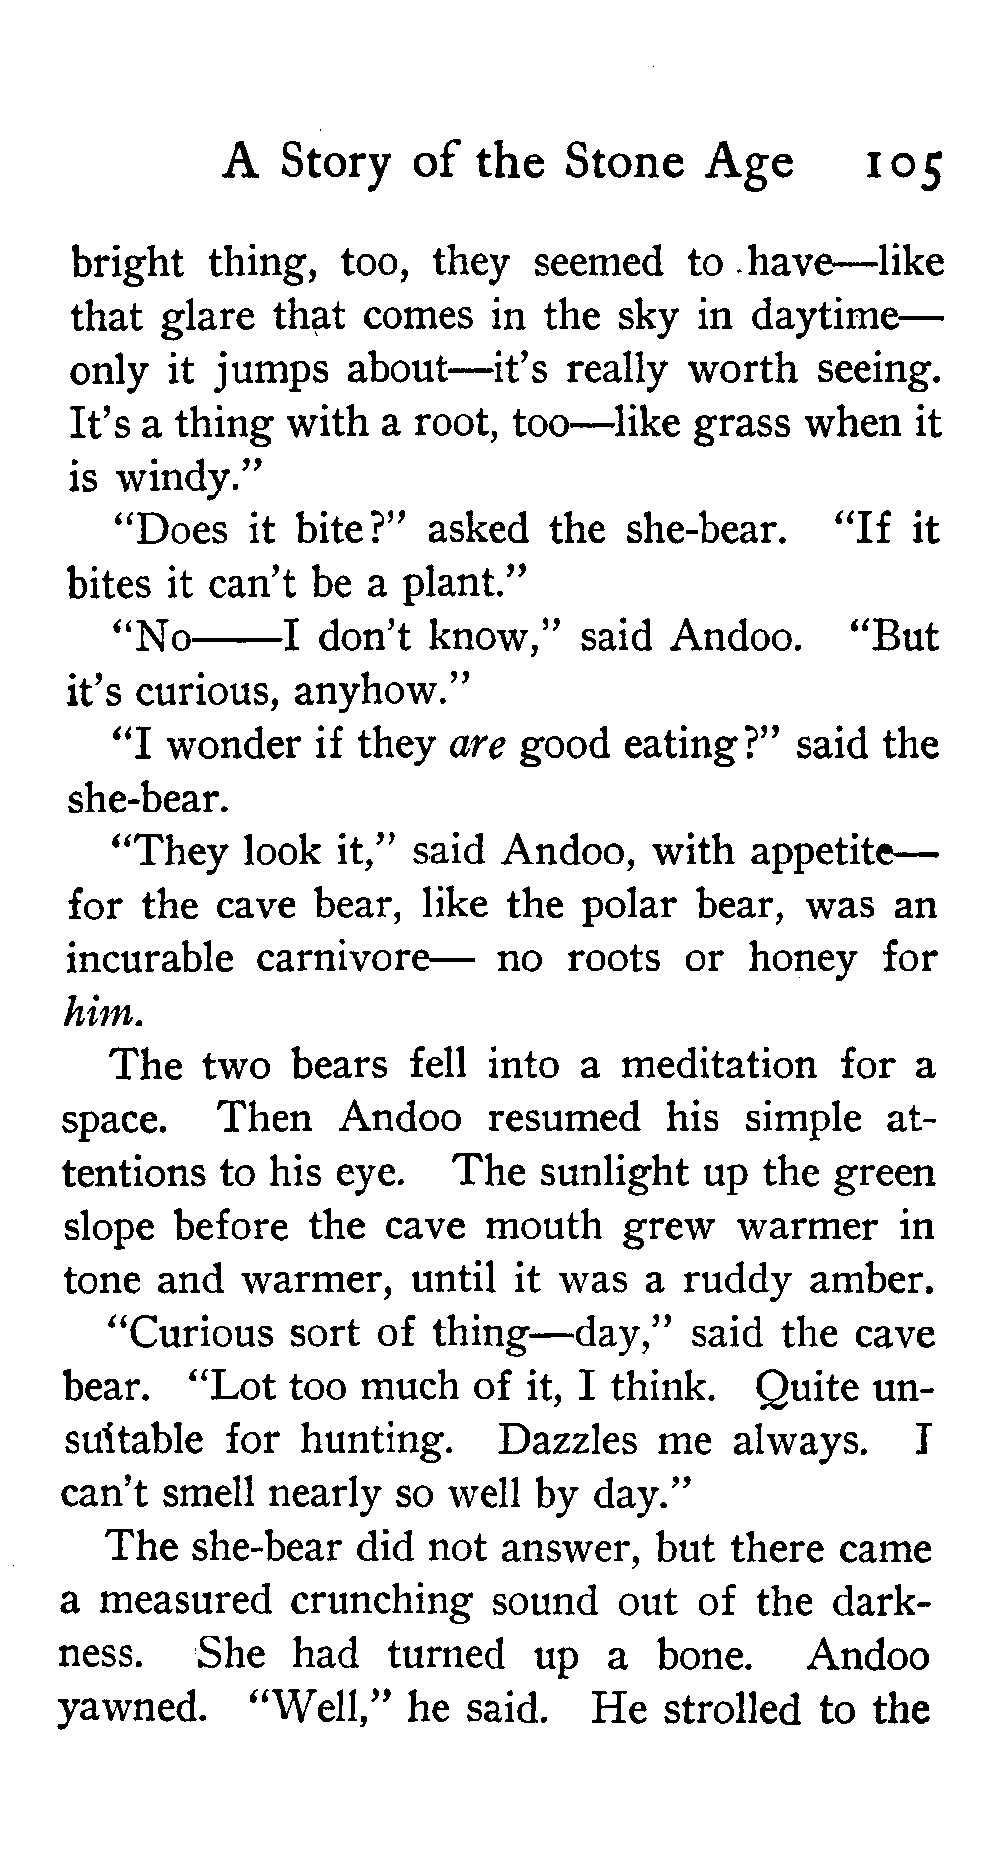 A Story of the Stone Age 105
bright thing, too, they seemed to have—like
that glare that comes in the sky in daytime—
only it jumps about—it's really worth seeing.
It's a thing with a root, too—like grass when it
is windy."
"Does it bite?" asked the she-bear. "If it
bites it can't be a plant."
"No——I don't know," said Andoo. "But
it's curious, anyhow."
"I wonder if they are good eating?" said the
she-bear.
"They look it," said Andoo, with appetite—
for the cave bear, like the polar bear, was an
incurable carnivore— no roots or honey for
him.
The two bears fell into a meditation for a
space. Then Andoo resumed his simple at-
tentions to his eye. The sunlight up the green
slope before the cave mouth grew warmer in
tone and warmer, until it was a ruddy amber.
"Curious sort of thing—day," said the cave
bear. "Lot too much of it, I think. Quite un-
suitable for hunting. Dazzles me always. I
can't smell nearly so well by day."
The she-bear did not answer, but there came
a measured crunching sound out of the dark-
ness. She had turned up a bone. Andoo
yawned. "Well," he said. He strolled to the